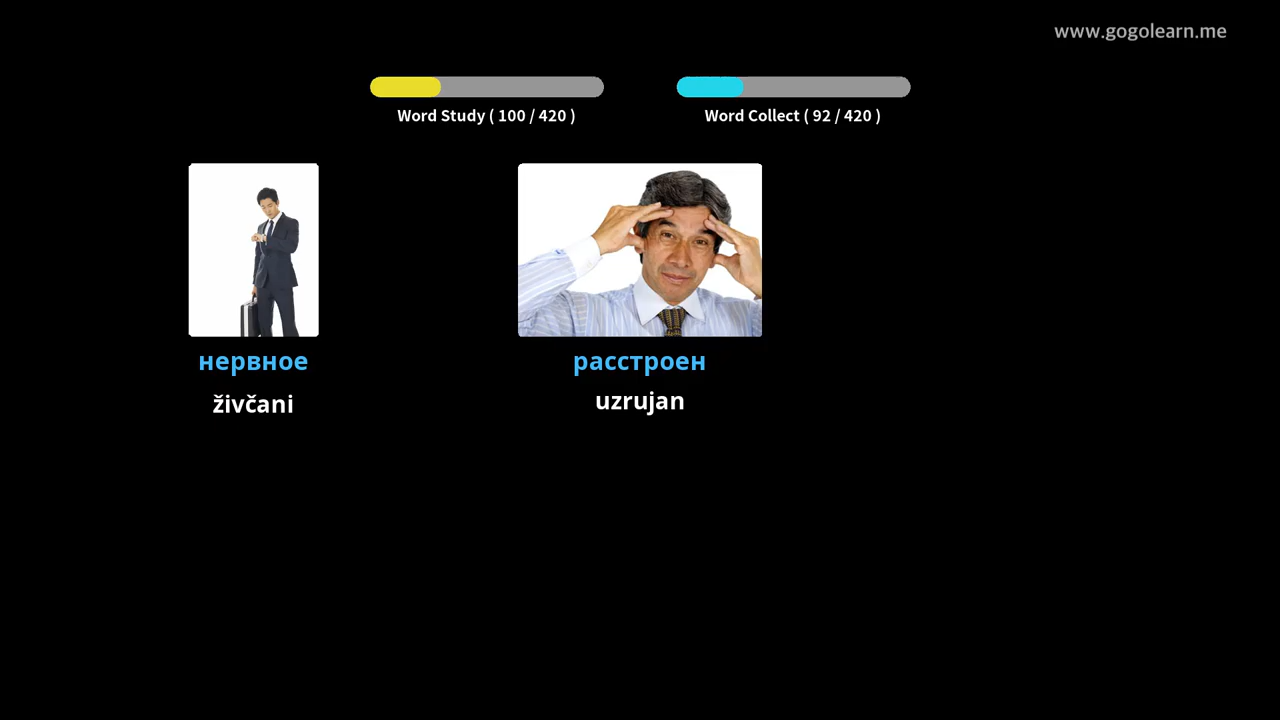 www.gogolearn.me
Word Study ( 100 / 420 )
Word Collect ( 92 / 420 )
нервное
živčani
расстроен
uzrujan